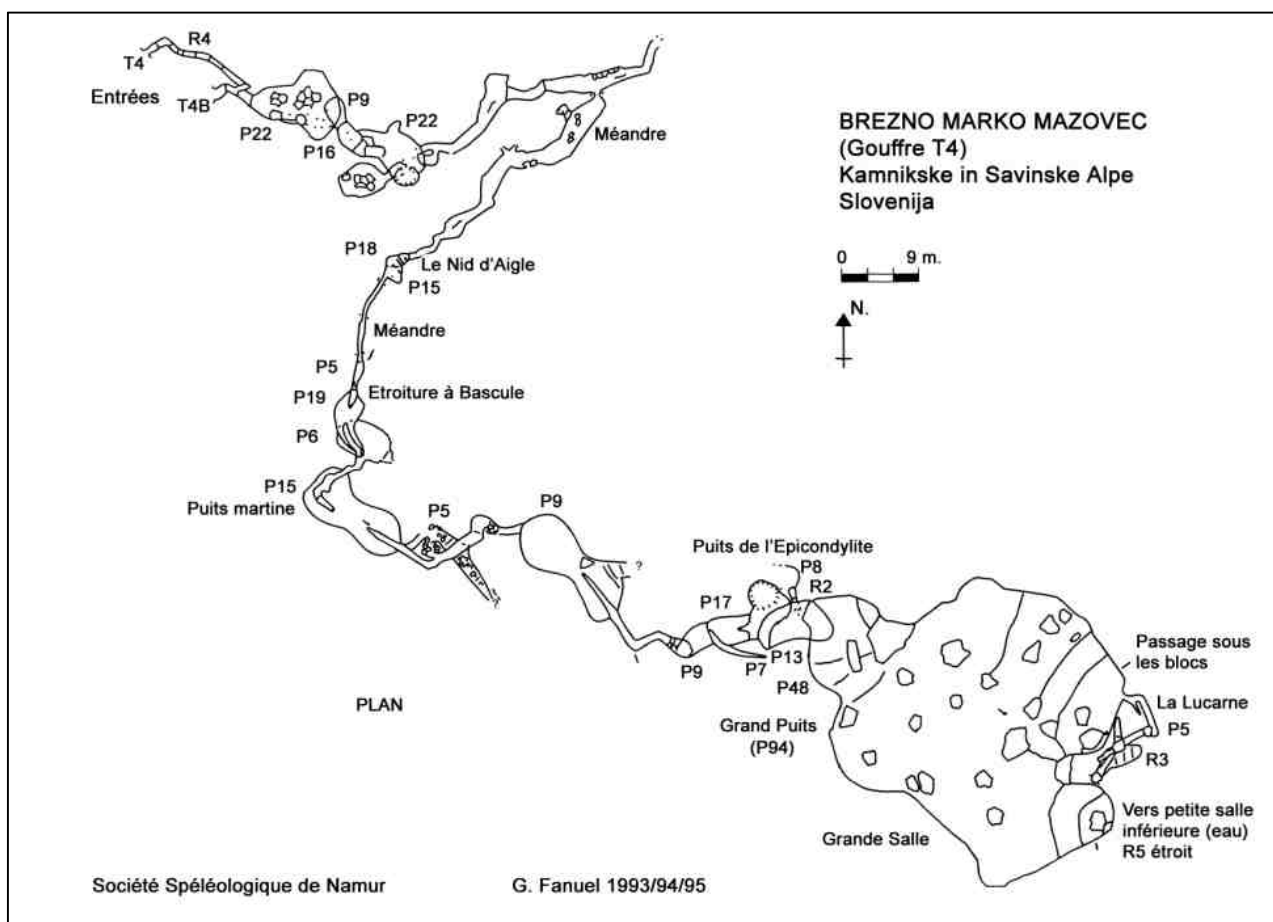 R4
T4
Entrées
T4B
P9
P22
P22
P16
Méandre
BREZNO MARKO MAZOVEC
(Gouffre T4)
Kamnikske in Savinske Alpe
Slovenija
0 9 m.
N.
P18
Le Nid d'Aigle
P15
Méandre
P5
Etroiture à Bascule
P19
P6
P15
Puits martine
P5
P9
?
?
Puits de l'Epicondylite
P8
R2
P17
P9
P7
P13
P48
Grand Puits
(P94)
Passage sous
les blocs
La Lucarne
P5
R3
Vers petite salle
inférieure (eau)
R5 étroit
Grande Salle
PLAN
Société Spéléologique de Namur
G. Fanuel 1993/94/95